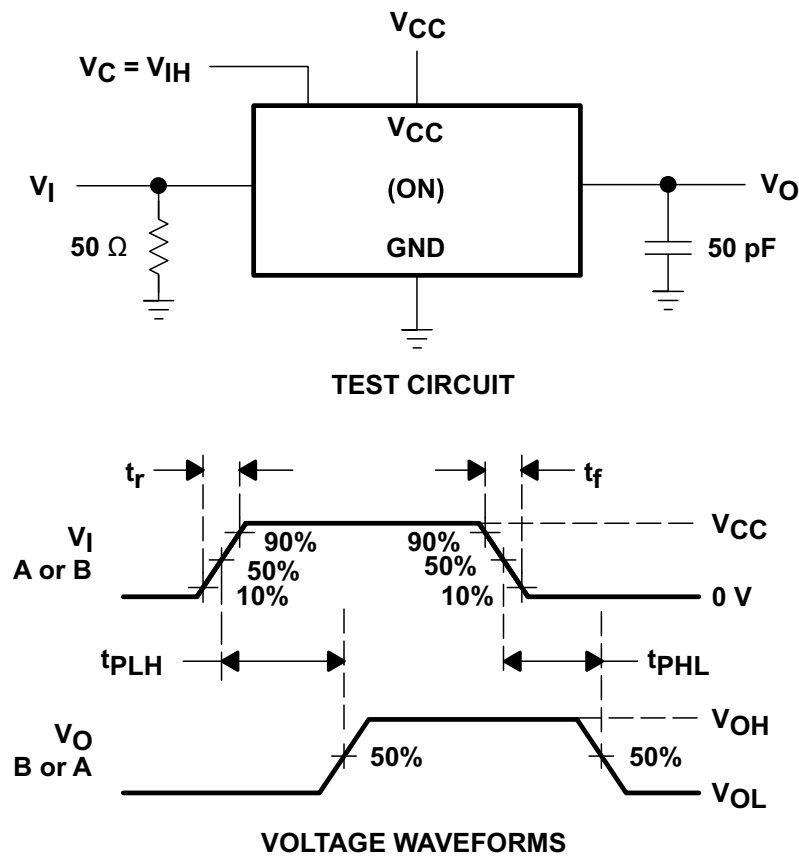 VCC
VC = VIH
VCC
VI
(ON)
VO
50 Ω
GND
50 pF
TEST CIRCUIT
tr
tf
VI
A or B
90%
90%
VCC
50%
50%
10%
10%
0 V
tPLH
tPHL
VO
B or A
VOH
50%
50%
VOL
VOLTAGE WAVEFORMS